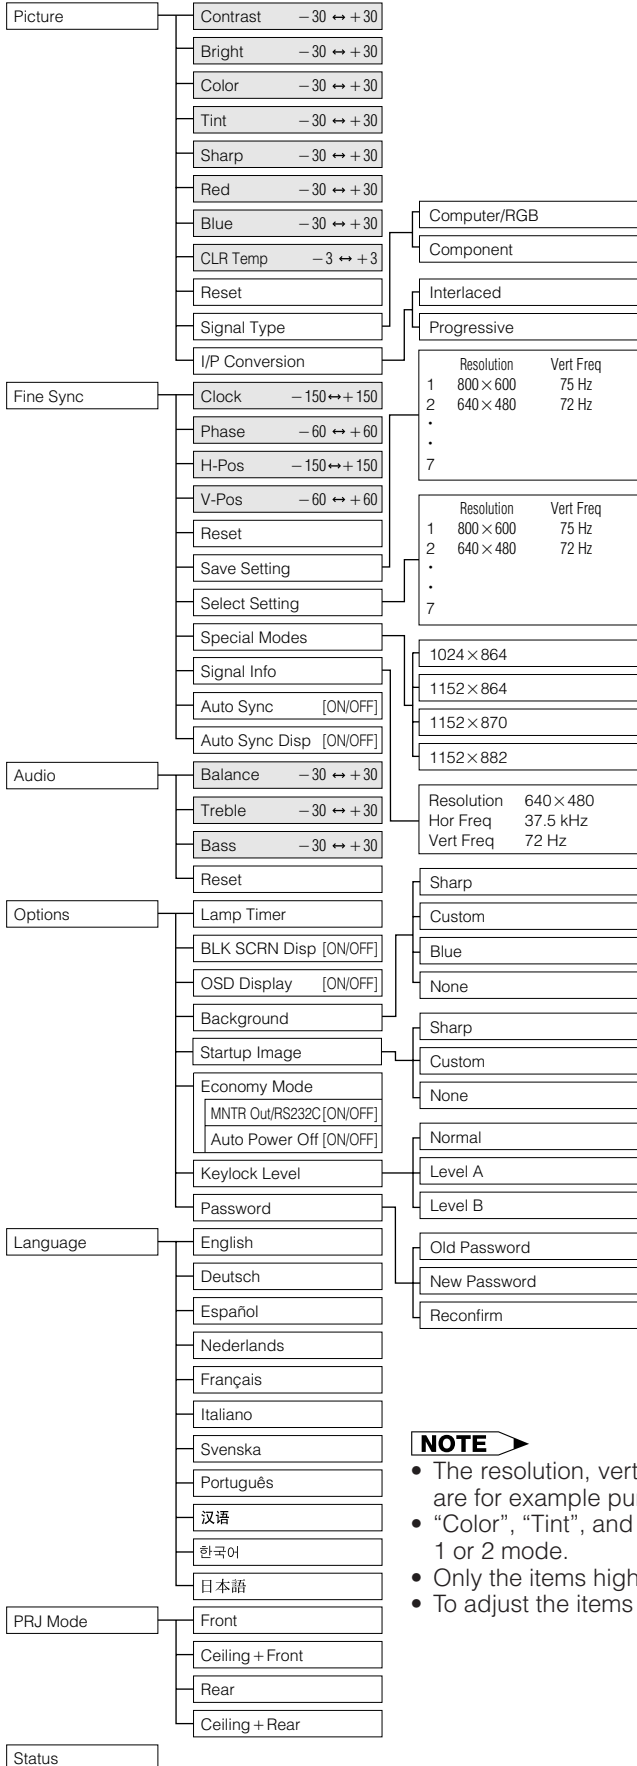 Picture
Contrast −30 ↔ +30
Bright −30 ↔ +30
Color −30 ↔ +30
Tint −30 ↔ +30
Sharp −30 ↔ +30
Red −30 ↔ +30
Blue −30 ↔ +30
CLR Temp −3 ↔ +3
Reset
Signal Type
I/P Conversion
Computer/RGB
Component
Interlaced
Progressive
Fine Sync
Clock −150↔+150
Phase −60 ↔ +60
H-Pos −150↔+150
V-Pos −60 ↔ +60
Reset
Save Setting
Select Setting
Special Modes
Signal Info
Auto Sync [ON/OFF]
Auto Sync Disp [ON/OFF]
Resolution Vert Freq
1 800×600 75 Hz
2 640×480 72 Hz
•
•
7
Resolution Vert Freq
1 800×600 75 Hz
2 640×480 72 Hz
•
•
7
1024×864
1152×864
1152×870
1152×882
Resolution 640×480
Hor Freq 37.5 kHz
Vert Freq 72 Hz
Audio
Balance −30 ↔ +30
Treble −30 ↔ +30
Bass −30 ↔ +30
Reset
Options
Lamp Timer
BLK SCRN Disp [ON/OFF]
OSD Display [ON/OFF]
Background
Startup Image
Economy Mode
MNTR Out/RS232C [ON/OFF]
Auto Power Off [ON/OFF]
Keylock Level
Password
Sharp
Custom
Blue
None
Sharp
Custom
None
Normal
Level A
Level B
Old Password
New Password
Reconfirm
Language
English
Deutsch
Español
Nederlands
Français
Italiano
Svenska
Português
汉语
한국어
日本語
PRJ Mode
Front
Ceiling+Front
Rear
Ceiling+Rear
Status
NOTE
• The resolution, vert
are for example pu
• “Color”, “Tint”, and
1 or 2 mode.
• Only the items high
• To adjust the items